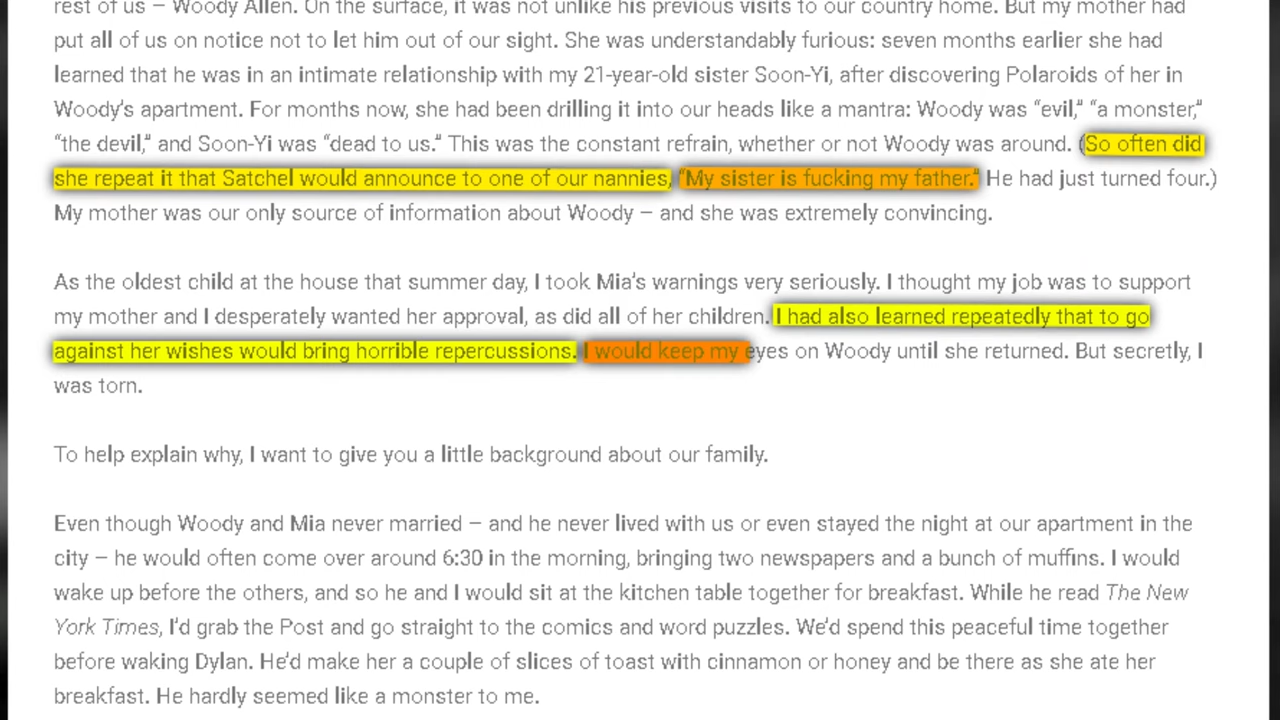 rest of us – Woody Allen. On the surface, it was not unlike his previous visits to our country home. But my mother had
put all of us on notice not to let him out of our sight. She was understandably furious: seven months earlier she had
learned that he was in an intimate relationship with my 21-year-old sister Soon-Yi, after discovering Polaroids of her in
Woody's apartment. For months now, she had been drilling it into our heads like a mantra: Woody was “evil,” “a monster,”
“the devil,” and Soon-Yi was “dead to us.” This was the constant refrain, whether or not Woody was around. (So often did
she repeat it that Satchel would announce to one of our nannies, “My sister is fucking my father.” He had just turned four.)
My mother was our only source of information about Woody – and she was extremely convincing.
As the oldest child at the house that summer day, I took Mia's warnings very seriously. I thought my job was to support
my mother and I desperately wanted her approval, as did all of her children. I had also learned repeatedly that to go
against her wishes would bring horrible repercussions. I would keep my eyes on Woody until she returned. But secretly, I
was torn.
To help explain why, I want to give you a little background about our family.
Even though Woody and Mia never married – and he never lived with us or even stayed the night at our apartment in the
city – he would often come over around 6:30 in the morning, bringing two newspapers and a bunch of muffins. I would
wake up before the others, and so he and I would sit at the kitchen table together for breakfast. While he read The New
York Times, I'd grab the Post and go straight to the comics and word puzzles. We'd spend this peaceful time together
before waking Dylan. He'd make her a couple of slices of toast with cinnamon or honey and be there as she ate her
breakfast. He hardly seemed like a monster to me.